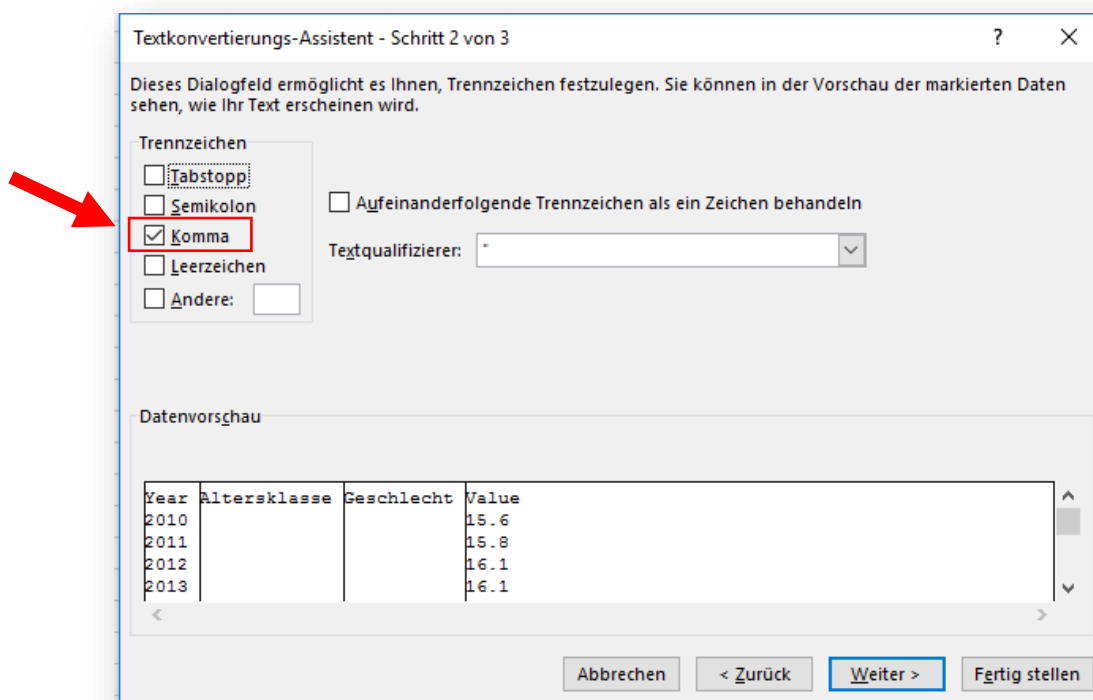 Textkonvertierungs-Assistent - Schritt 2 von 3
Dieses Dialogfeld ermöglicht es Ihnen, Trennzeichen festzulegen. Sie können in der Vorschau der markierten Daten
sehen, wie Ihr Text erscheinen wird.
Trennzeichen
Tabstopp
Semikolon
Komma
Leerzeichen
Andere:
Aufeinanderfolgende Trennzeichen als ein Zeichen behandeln
Textqualifizierer: "
Datenvorschau
Year Altersklasse Geschlecht Value
2010 15.6
2011 15.8
2012 16.1
2013 16.1
Abbrechen < Zurück Weiter > Fertig stellen